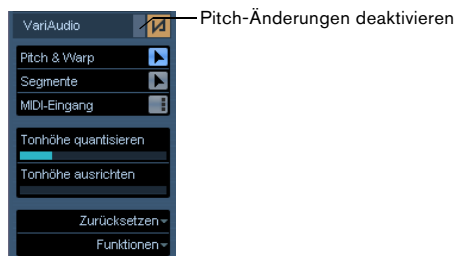 VariAudio
Pitch-Änderungen deaktivieren
Pitch & Warp
Segmente
MIDI-Eingang
Tonhöhe quantisieren
Tonhöhe ausrichten
Zurücksetzen
Funktionen